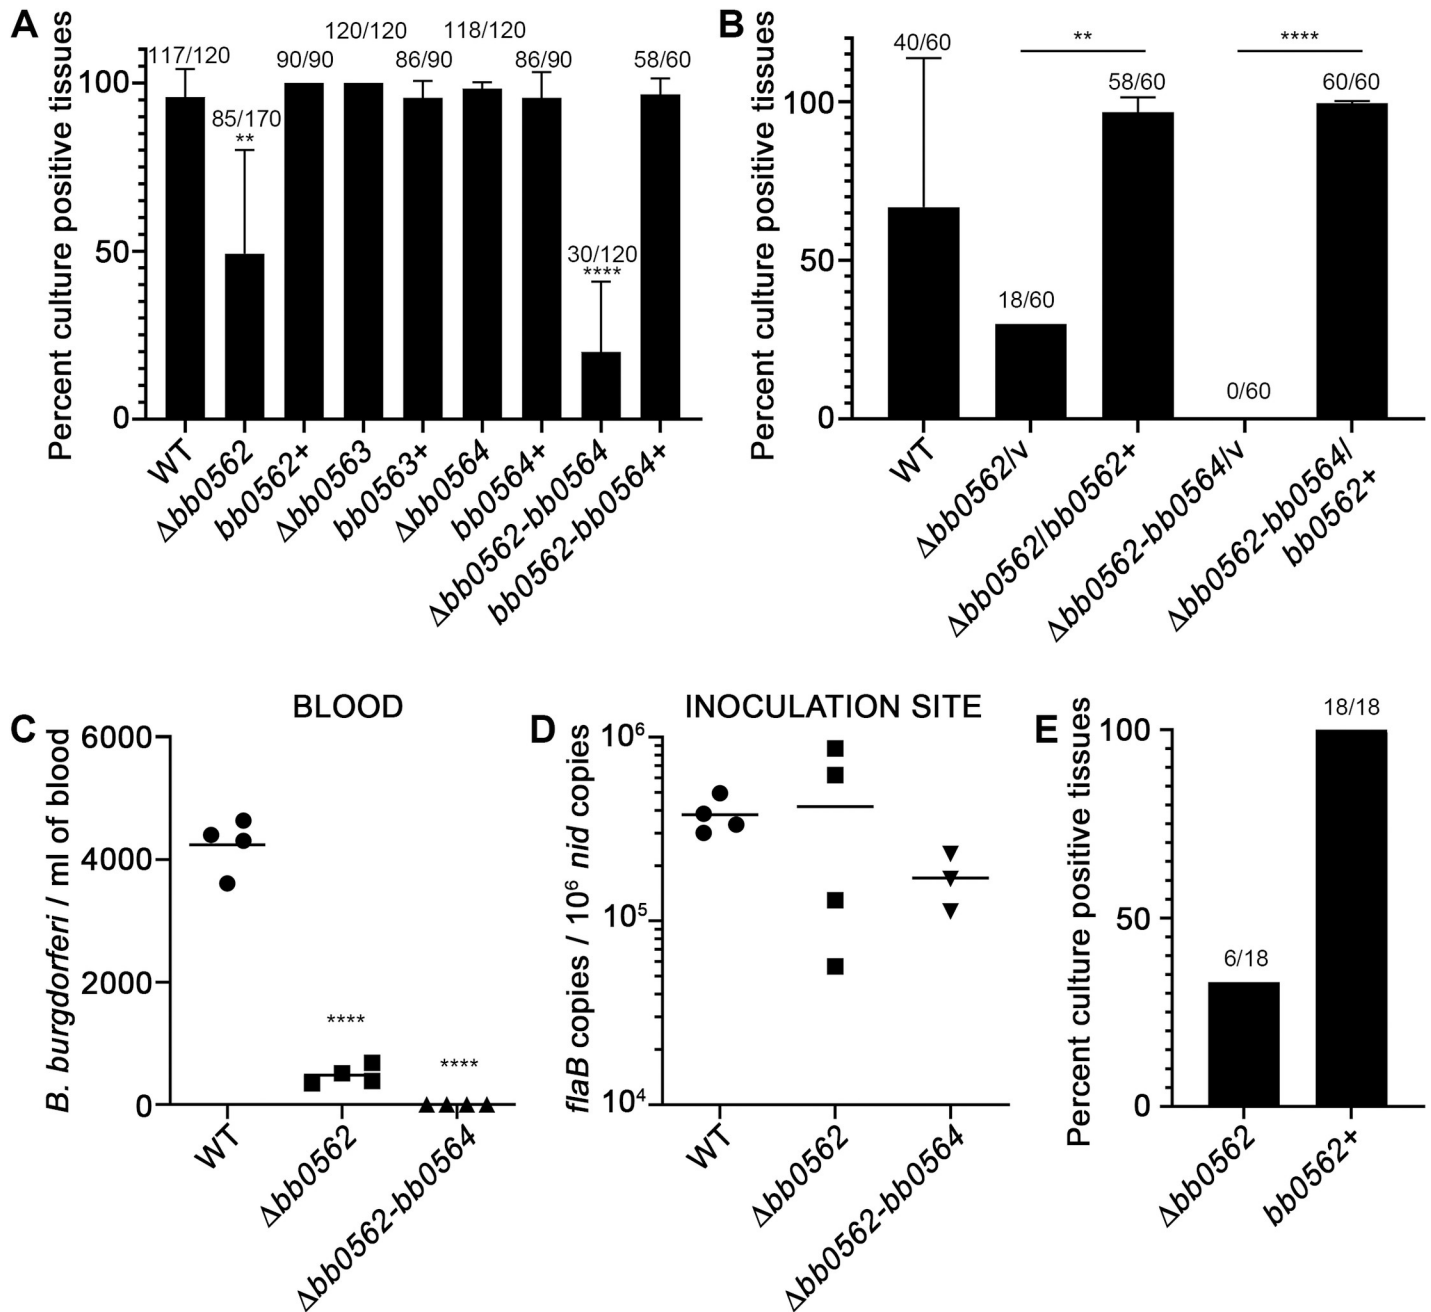 A
Percent culture positive tissues
100
50
0
117/120
85/170
**
90/90
120/120
86/90
118/120
86/90
30/120
****
58/60
WT
Δbb0562
bb0562+
Δbb0563
bb0563+
Δbb0564
bb0564+
Δbb0562-bb0564
bb0562-bb0564+
B
Percent culture positive tissues
100
50
0
40/60
18/60
**
58/60
0/60
****
60/60
WT
Δbb0562/v
Δbb0562/bb0562+
Δbb0562-bb0564/v
Δbb0562-bb0564/
bb0562+
C
BLOOD
B. burgdorferi / ml of blood
6000
4000
2000
0
****
****
WT
Δbb0562
Δbb0562-bb0564
D
INOCULATION SITE
flaB copies / 10⁶ nid copies
10⁶
10⁵
10⁴
WT
Δbb0562
Δbb0562-bb0564
E
Percent culture positive tissues
100
50
0
6/18
18/18
Δbb0562
bb0562+